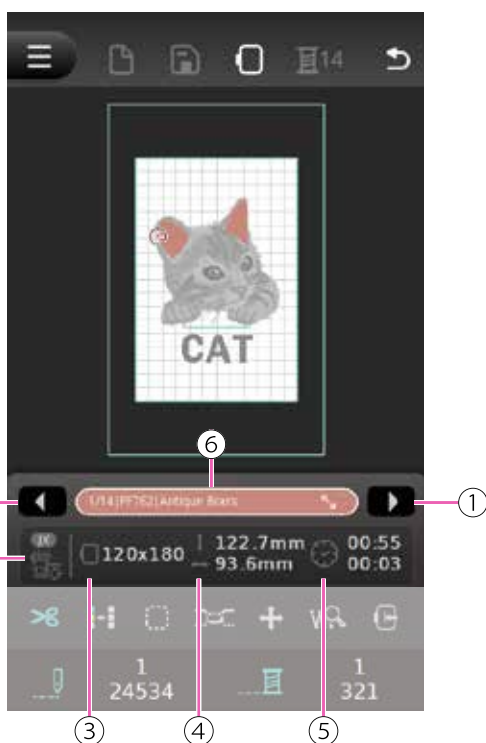 14
CAT
⑥
1/14|PF762|Antique Briars
①
120x180
122.7mm
93.6mm
00:55
00:03
1
24534
1
321
③
④
⑤